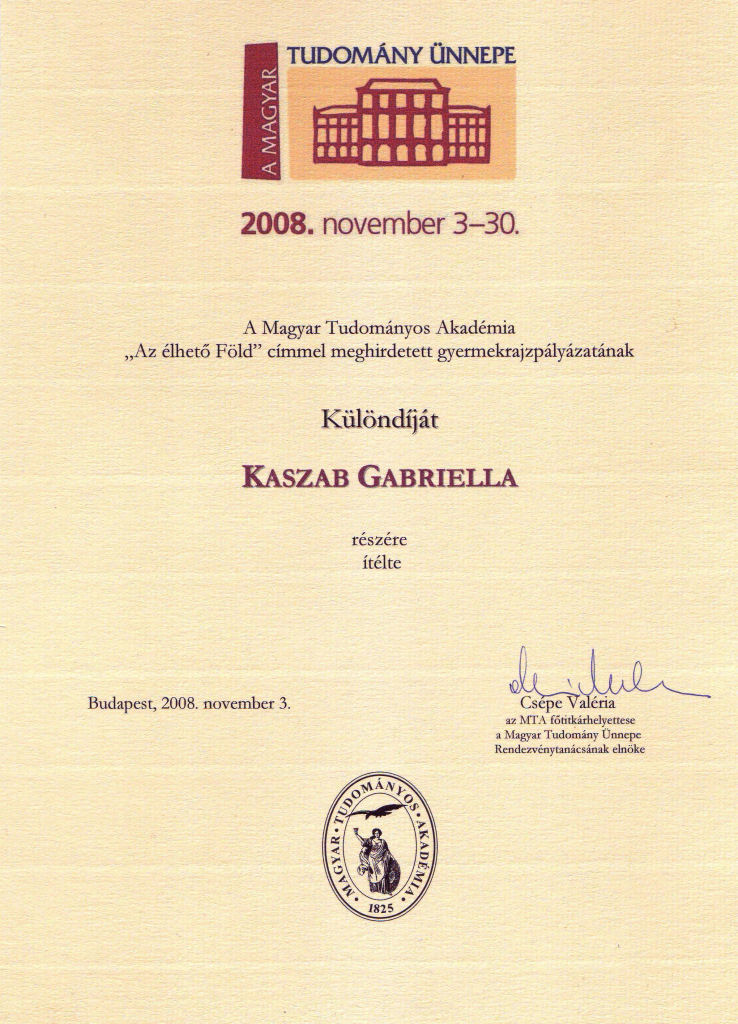 A MAGYAR
TUDOMÁNY ÜNNEPE
2008. november 3–30.
A Magyar Tudományos Akadémia
„Az élhető Föld” címmel meghirdetett gyermekrajzpályázatának
Különdíját
KASZAB GABRIELLA
részére
ítélte
Budapest, 2008. november 3.
Csépe Valéria
az MTA főtitkárhelyettese
a Magyar Tudomány Ünnepe
Rendezvénytanácsának elnöke
MAGYAR · TUDOMÁNYOS · AKADÉMIA ·
1825